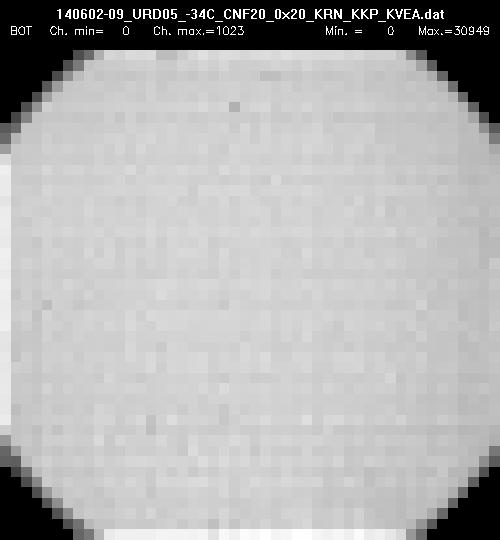 140602-09_URD05_-34C_CNF20_0x20_KRN_KKP_KVEA.dat
BOT Ch. min= 0 Ch. max.=1023 Min. = 0 Max.=30949